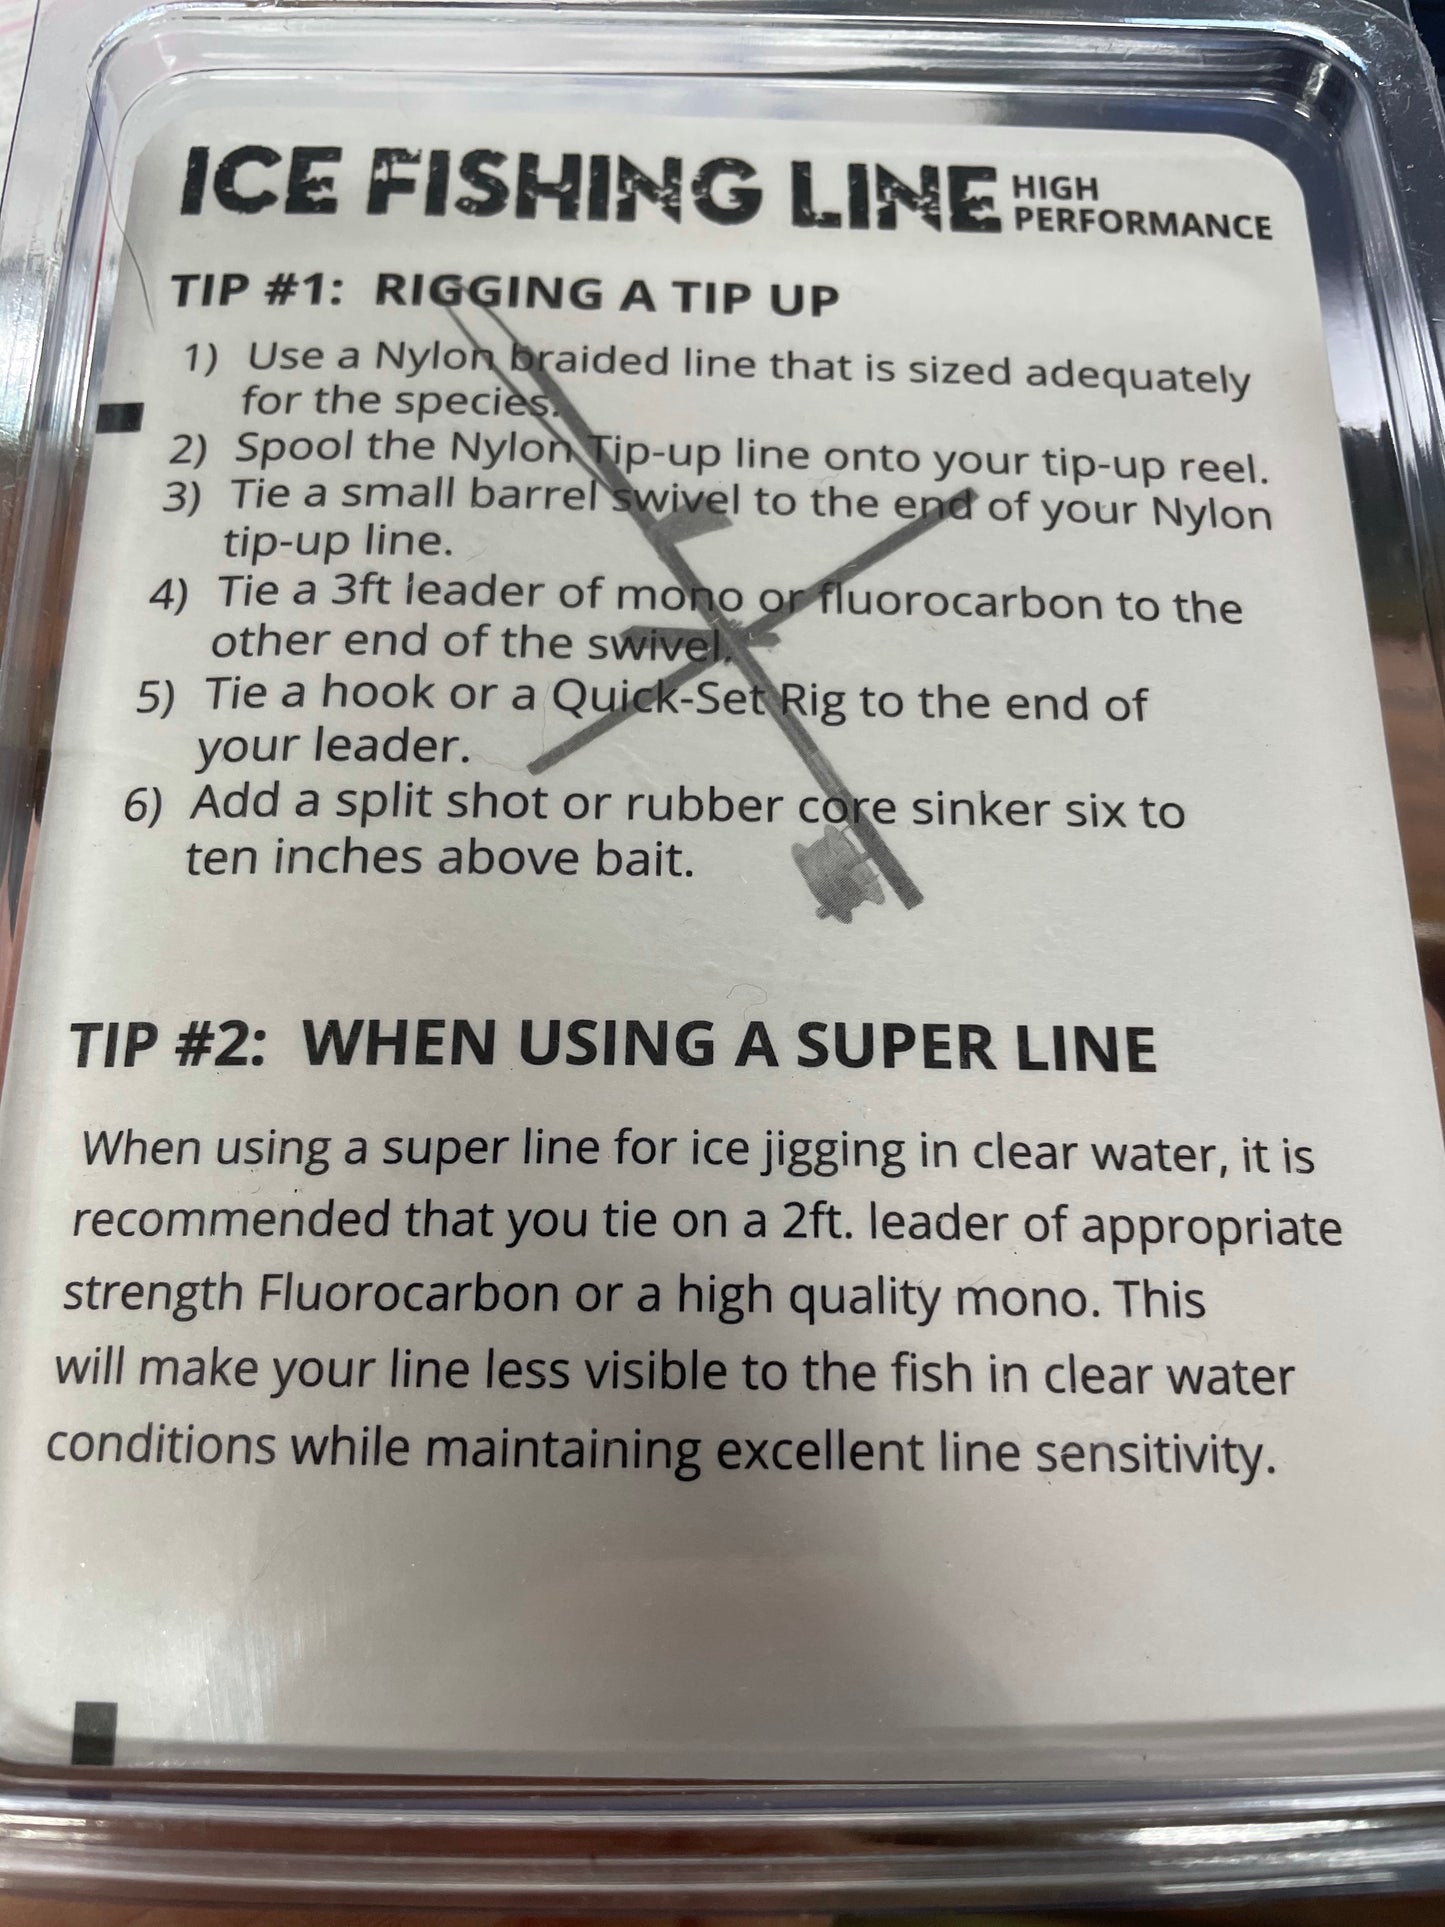 ICE FISHING LINE HIGH
PERFORMANCE
TIP #1: RIGGING A TIP UP
1) Use a Nylon braided line that is sized adequately
for the species.
2) Spool the Nylon Tip-up line onto your tip-up reel.
3) Tie a small barrel swivel to the end of your Nylon
tip-up line.
4) Tie a 3ft leader of mono or fluorocarbon to the
other end of the swivel.
5) Tie a hook or a Quick-Set Rig to the end of
your leader.
6) Add a split shot or rubber core sinker six to
ten inches above bait.
TIP #2: WHEN USING A SUPER LINE
When using a super line for ice jigging in clear water, it is
recommended that you tie on a 2ft. leader of appropriate
strength Fluorocarbon or a high quality mono. This
will make your line less visible to the fish in clear water
conditions while maintaining excellent line sensitivity.